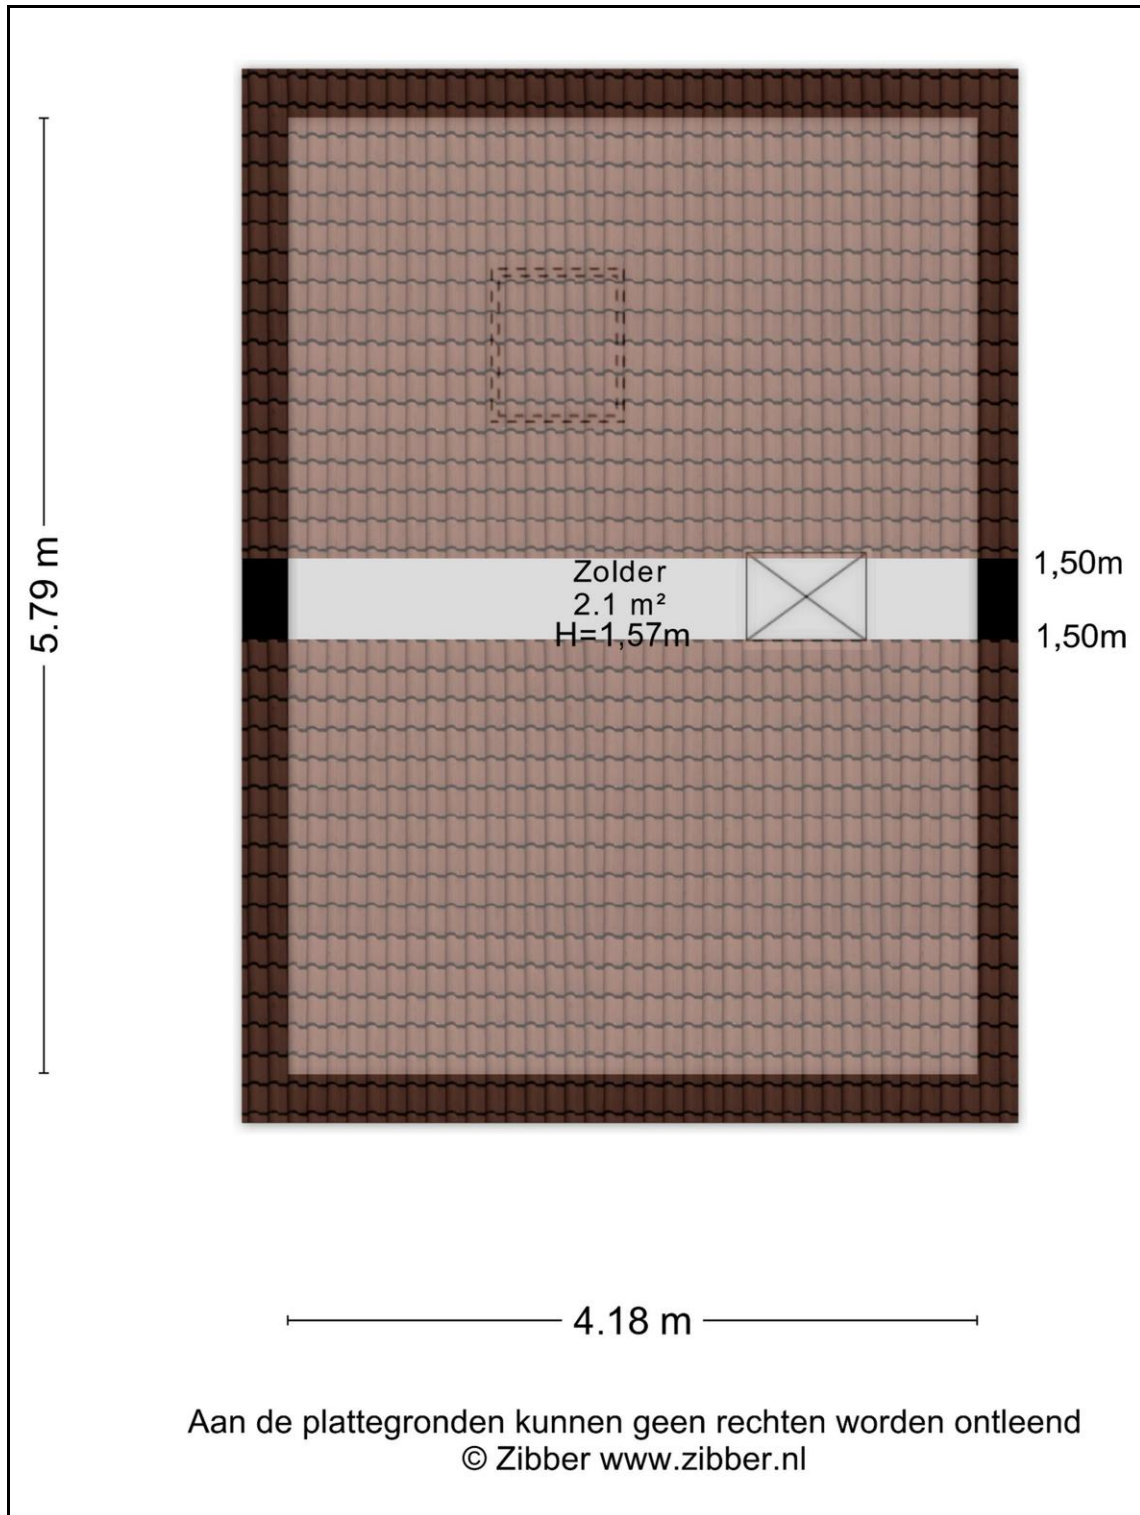 Zolder
2.1 m²
H=1,57m
1,50m
1,50m
5.79 m
4.18 m
Aan de plattegronden kunnen geen rechten worden ontleend
© Zibber www.zibber.nl